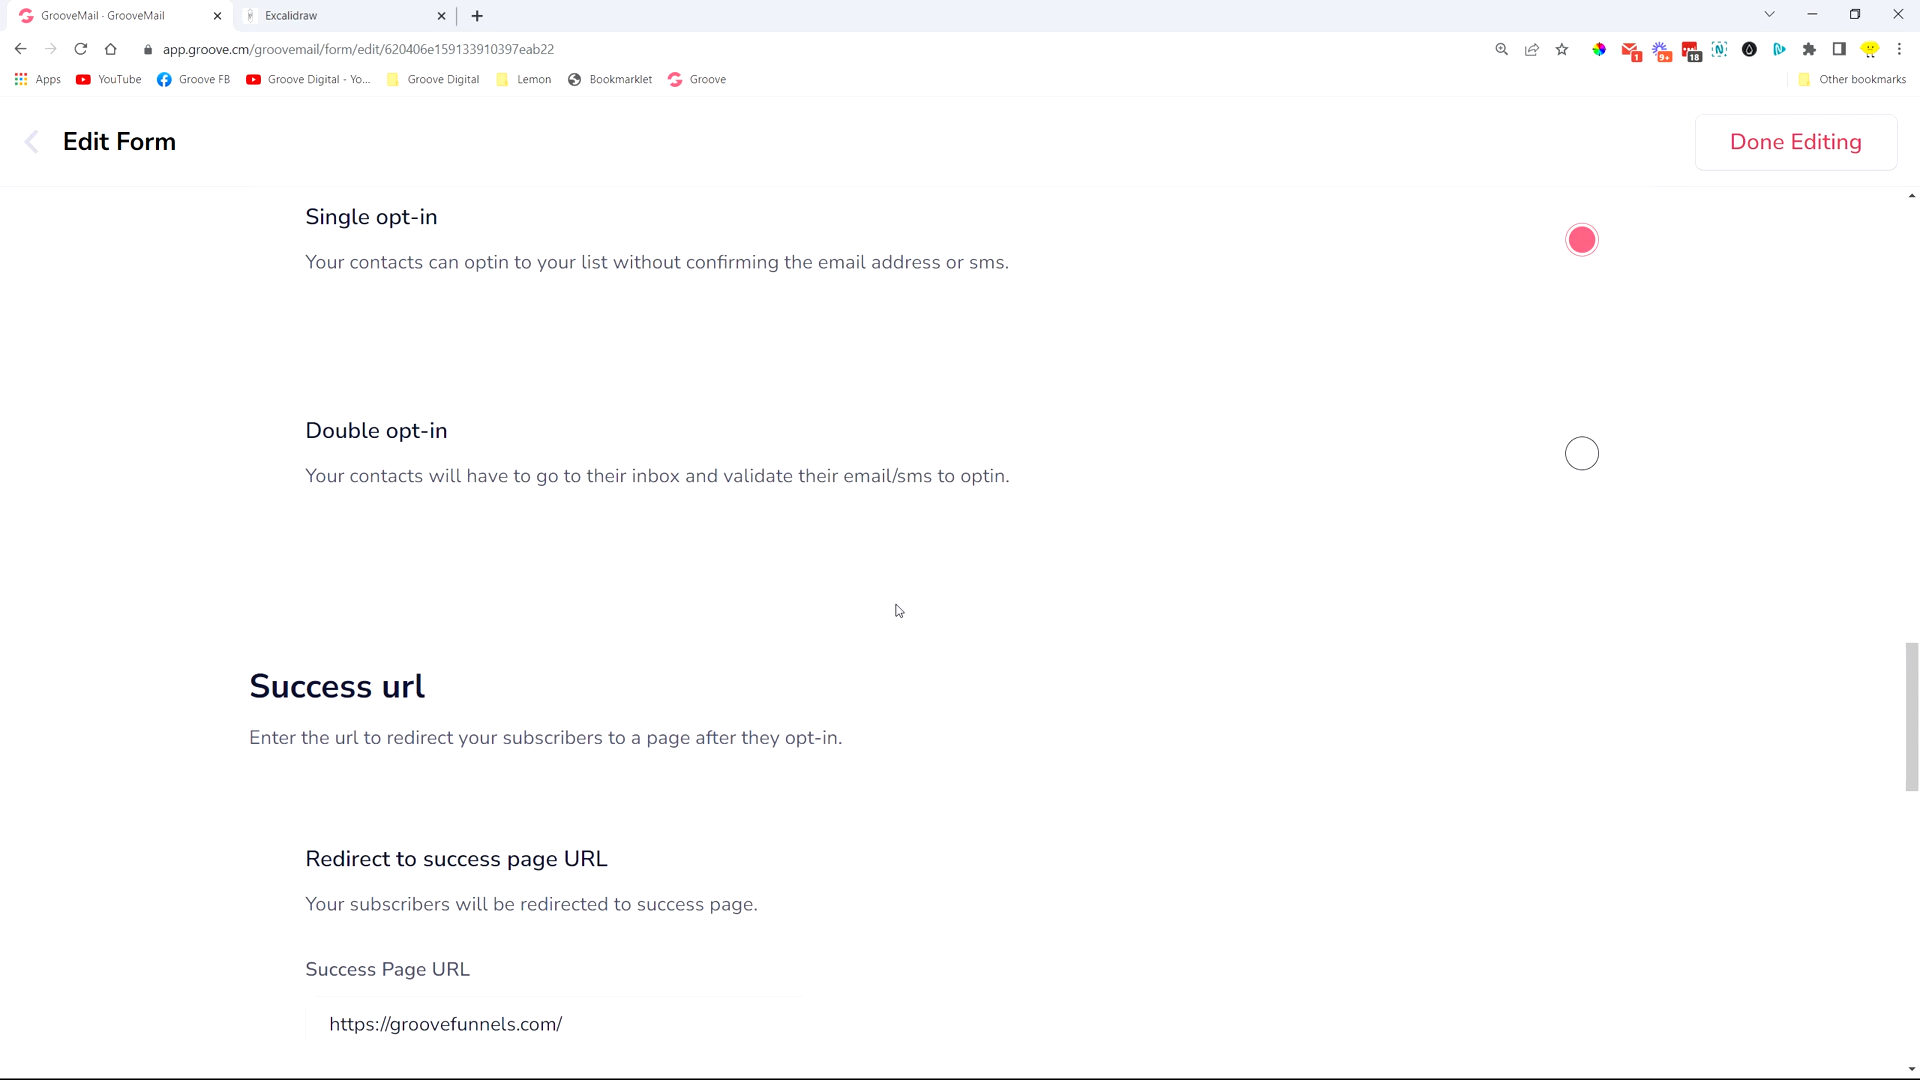 GrooveMail - GrooveMail
Excalidraw
app.groove.cm/groovemail/form/edit/620406e159133910397eab22
1
9+
18
Apps
YouTube
Groove FB
Groove Digital - Yo...
Groove Digital
Lemon
Bookmarklet
Groove
Other bookmarks
Edit Form
Done Editing
Single opt-in
Your contacts can optin to your list without confirming the email address or sms.
Double opt-in
Your contacts will have to go to their inbox and validate their email/sms to optin.
Success url
Enter the url to redirect your subscribers to a page after they opt-in.
Redirect to success page URL
Your subscribers will be redirected to success page.
Success Page URL
https://groovefunnels.com/